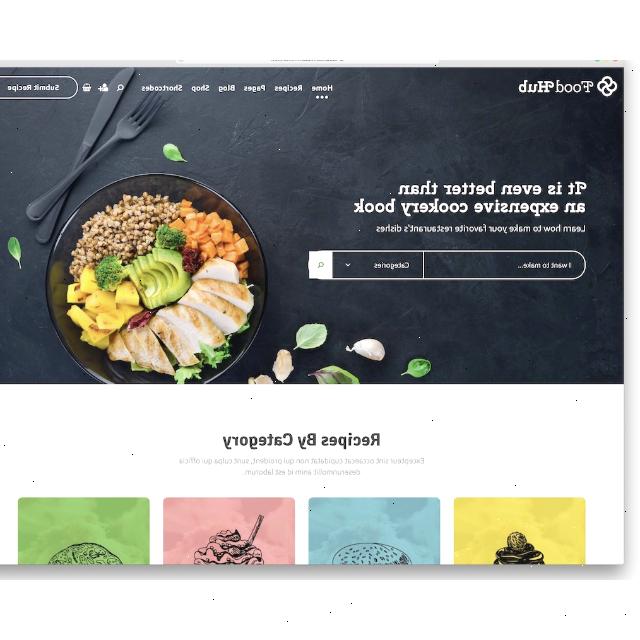 Food Hub
Home Recipes Pages Blog Shop Shortcodes
Submit Recipe
It is even better than
an expensive cookery book
Learn how to make your favorite restaurant's dishes
I want to make...
Categories
Recipes By Category
Excepteur sint occaecat cupidatat non qui proident, sunt culpa qui officia
deserunmollit anim id est laborum.